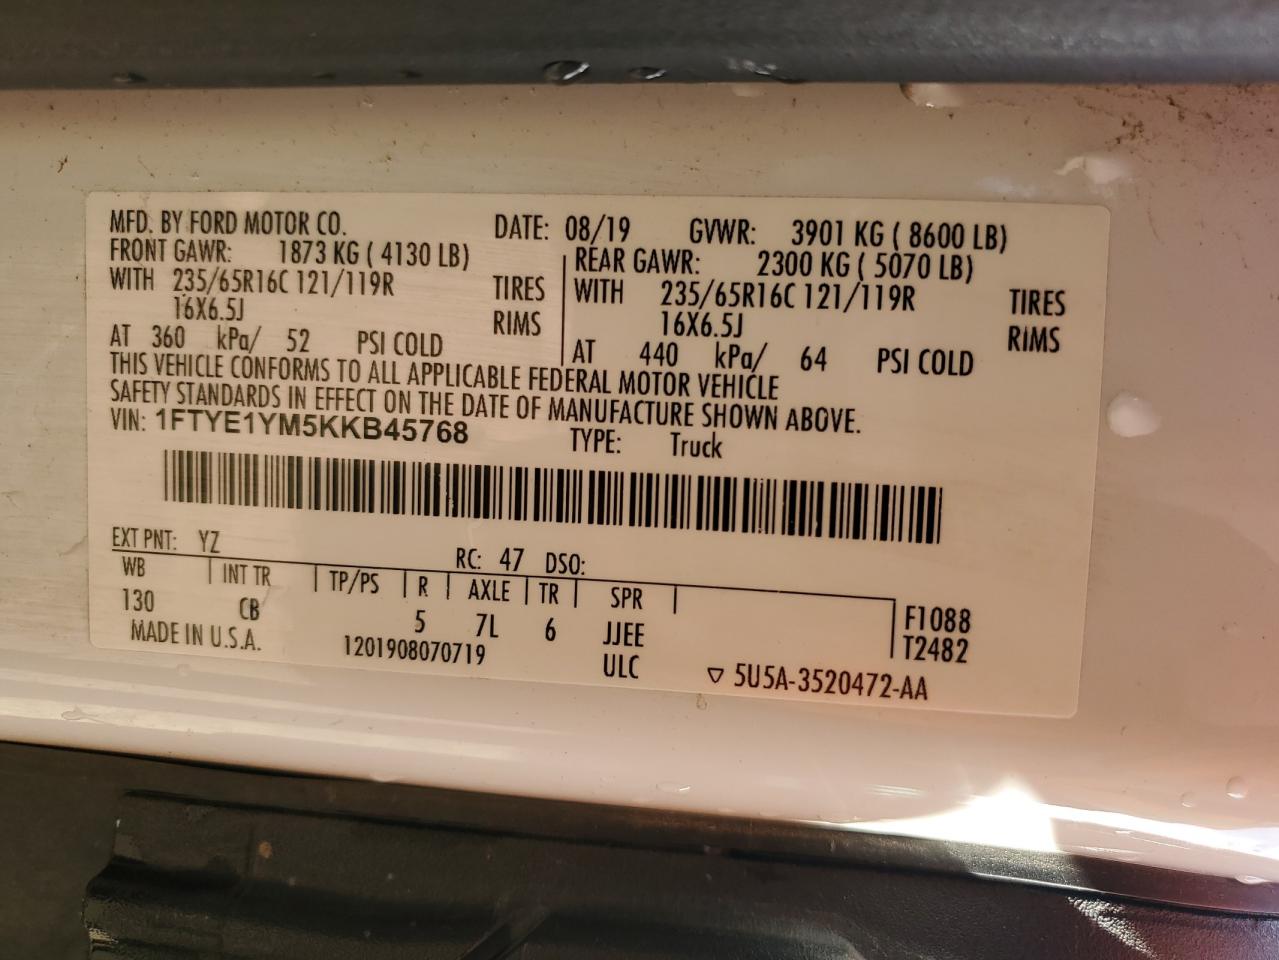 MFD. BY FORD MOTOR CO. DATE: 08/19 GVWR: 3901 KG ( 8600 LB)
FRONT GAWR: 1873 KG ( 4130 LB) REAR GAWR: 2300 KG ( 5070 LB)
WITH 235/65R16C 121/119R TIRES WITH 235/65R16C 121/119R TIRES
16X6.5J RIMS 16X6.5J RIMS
AT 360 kPa/ 52 PSI COLD AT 440 kPa/ 64 PSI COLD
THIS VEHICLE CONFORMS TO ALL APPLICABLE FEDERAL MOTOR VEHICLE
SAFETY STANDARDS IN EFFECT ON THE DATE OF MANUFACTURE SHOWN ABOVE.
VIN: 1FTYE1YM5KKB45768 TYPE: Truck
EXT PNT: YZ RC: 47 DSO:
WB INT TR TP/PS R AXLE TR SPR
130 CB 5 7L 6 JJEE F1088
MADE IN U.S.A. 1201908070719 ULC T2482
▽ 5U5A-3520472-AA